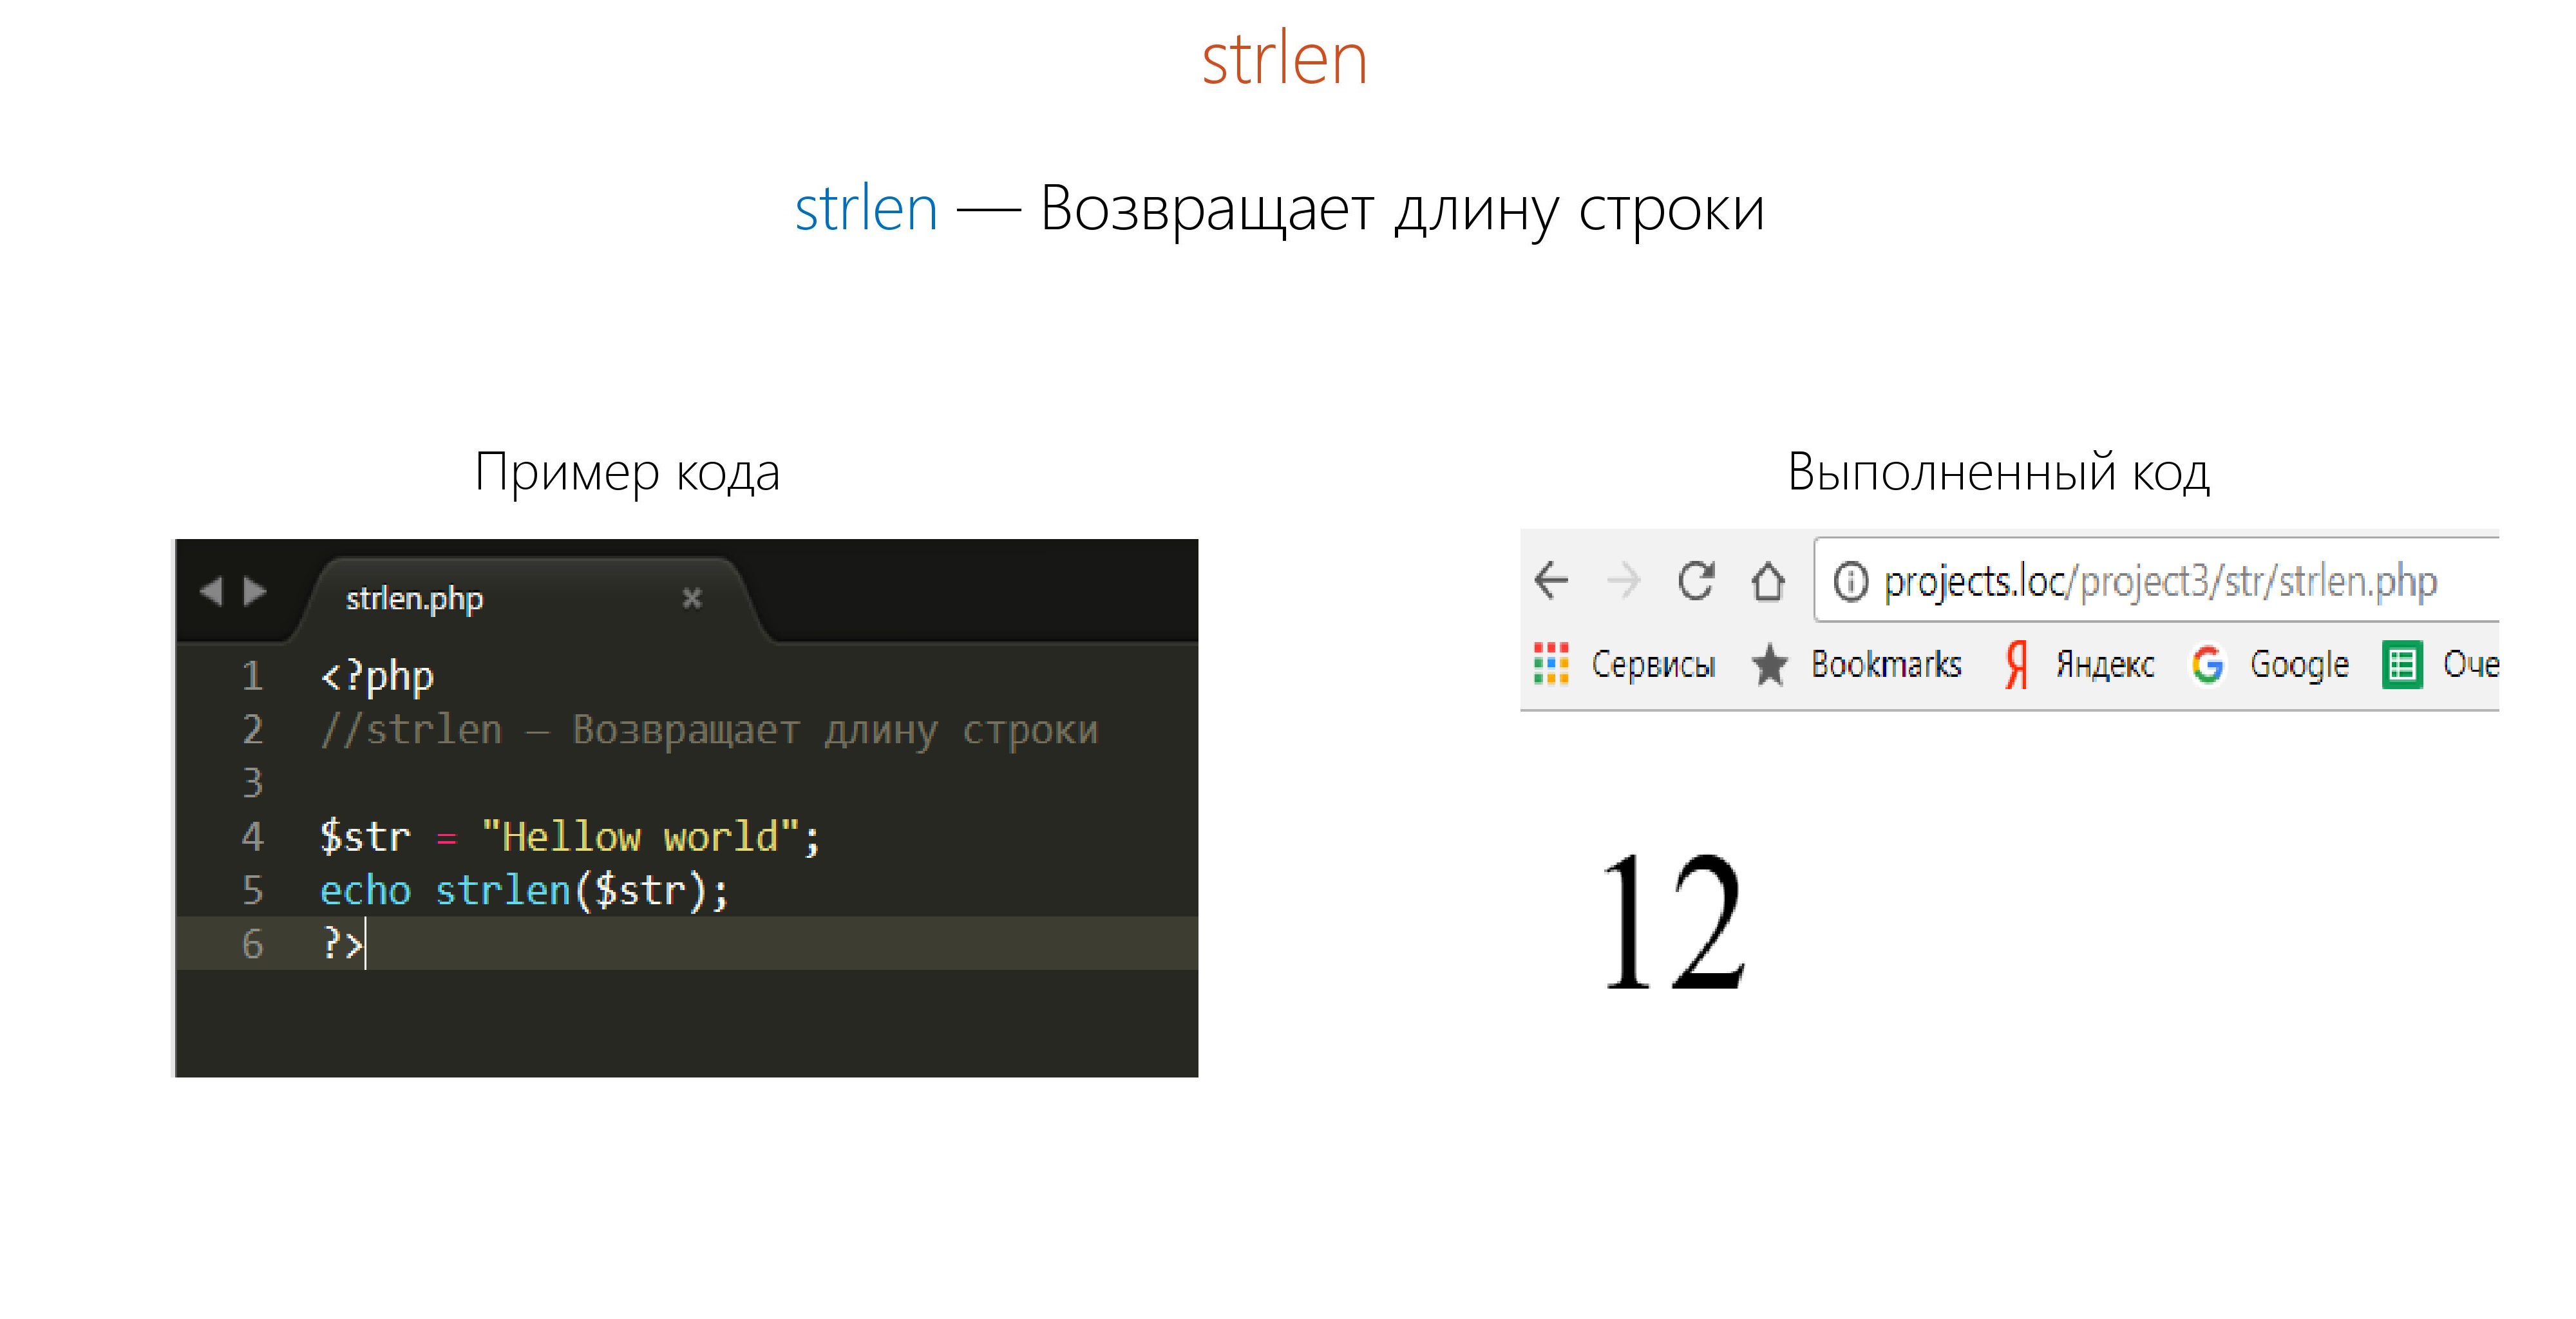 strlen
strlen — Возвращает длину строки
Пример кода
strlen.php ×
1 <?php
2 //strlen — Возвращает длину строки
3
4 $str = "Hellow world";
5 echo strlen($str);
6 ?>
Выполненный код
projects.loc/project3/str/strlen.php
Сервисы Bookmarks Яндекс Google Оче
12